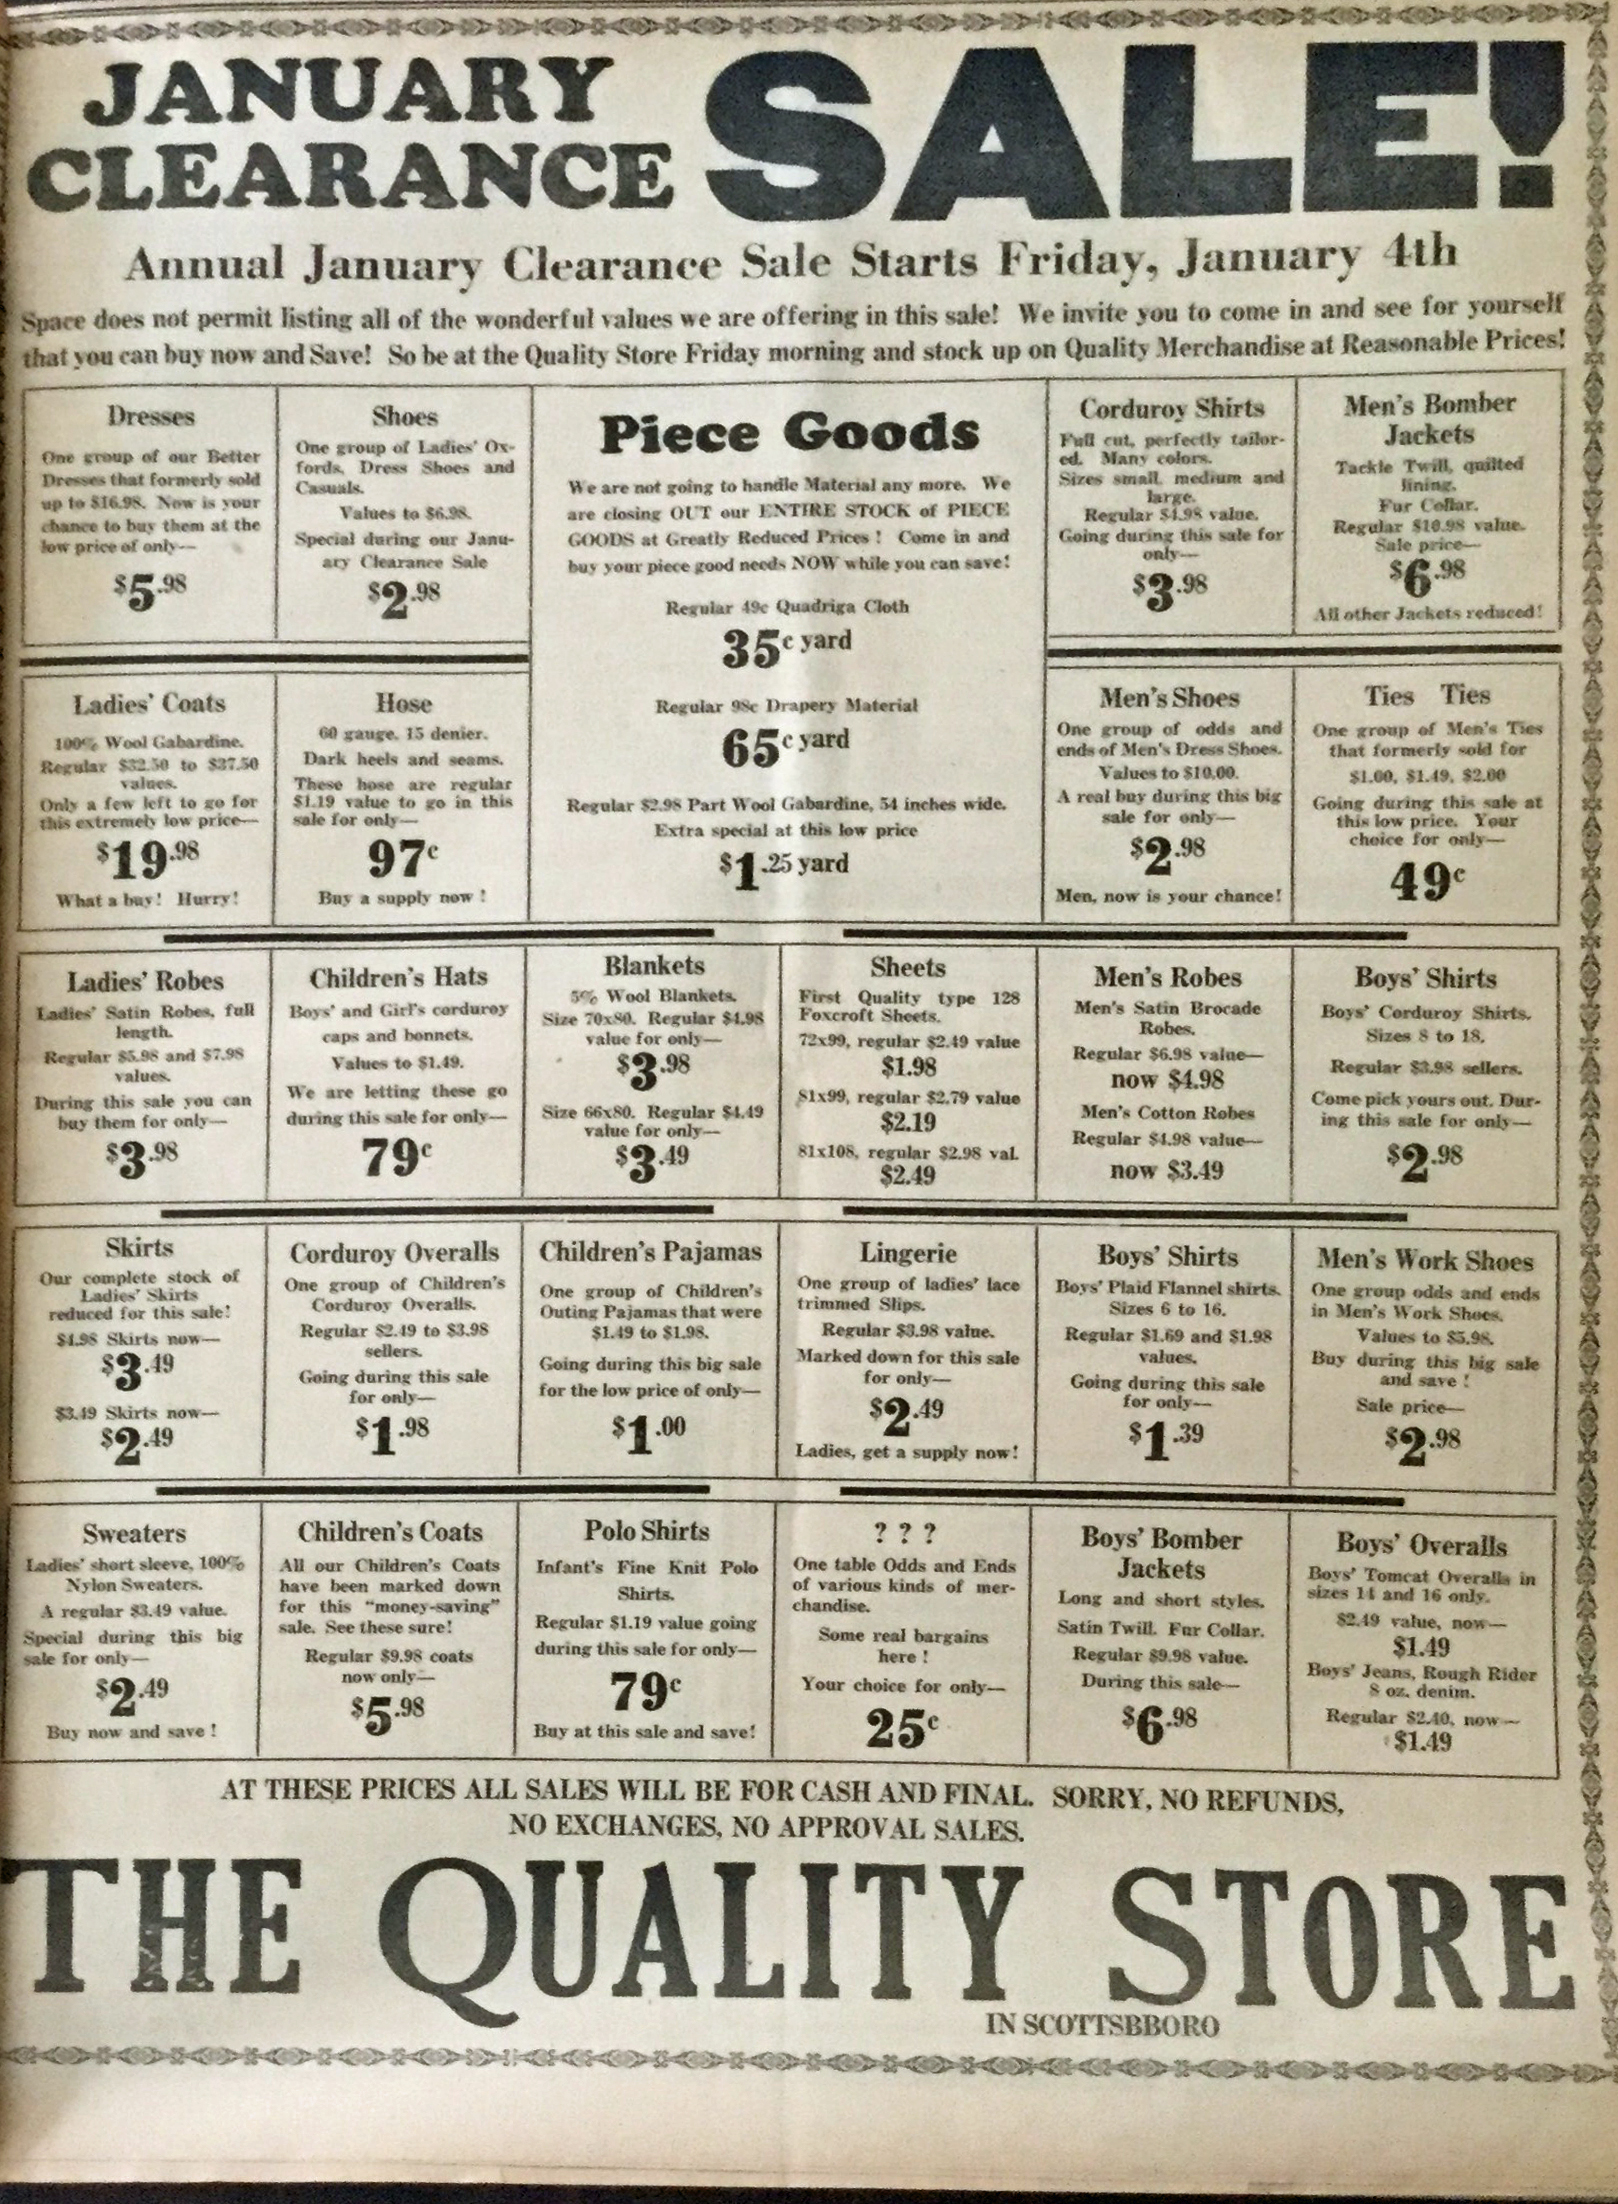 JANUARY
CLEARANCE
SALE!
Annual January Clearance Sale Starts Friday, January 4th
Space does not permit listing all of the wonderful values we are offering in this sale! We invite you to come in and see for yourself
that you can buy now and Save! So be at the Quality Store Friday morning and stock up on Quality Merchandise at Reasonable Prices!
Dresses
One group of our Better
Dresses that formerly sold
up to $16.98. Now is your
chance to buy them at the
low price of only—
$5.98
Shoes
One group of Ladies' Ox-
fords, Dress Shoes and
Casuals.
Values to $6.98.
Special during our Janu-
ary Clearance Sale
$2.98
Piece Goods
We are not going to handle Material any more. We
are closing OUT our ENTIRE STOCK of PIECE
GOODS at Greatly Reduced Prices! Come in and
buy your piece good needs NOW while you can save!
Regular 49c Quadriga Cloth
35c yard
Regular 98c Drapery Material
65c yard
Regular $2.98 Part Wool Gabardine, 54 inches wide.
Extra special at this low price
$1.25 yard
Corduroy Shirts
Full cut, perfectly tailor-
ed. Many colors.
Sizes small, medium and
large.
Regular $4.98 value.
Going during this sale for
only—
$3.98
Men's Bomber
Jackets
Tackle Twill, quilted
lining.
Fur Collar.
Regular $10.98 value.
Sale price—
$6.98
All other Jackets reduced!
Ladies' Coats
100% Wool Gabardine.
Regular $32.50 to $37.50
values.
Only a few left to go for
this extremely low price—
$19.98
What a buy! Hurry!
Hose
60 gauge, 15 denier.
Dark heels and seams.
These hose are regular
$1.19 value to go in this
sale for only—
97c
Buy a supply now!
Men's Shoes
One group of odds and
ends of Men's Dress Shoes.
Values to $10.00.
A real buy during this big
sale for only—
$2.98
Men, now is your chance!
Ties Ties
One group of Men's Ties
that formerly sold for
$1.00, $1.49, $2.00
Going during this sale at
this low price. Your
choice for only—
49c
Ladies' Robes
Ladies' Satin Robes, full
length.
Regular $5.98 and $7.98
values.
During this sale you can
buy them for only—
$3.98
Children's Hats
Boys' and Girl's corduroy
caps and bonnets.
Values to $1.49.
We are letting these go
during this sale for only—
79c
Blankets
5% Wool Blankets.
Size 70x80. Regular $4.98
value for only—
$3.98
Size 66x80. Regular $4.49
value for only—
$3.49
Sheets
First Quality type 128
Foxcroft Sheets.
72x99, regular $2.49 value
$1.98
81x99, regular $2.79 value
$2.19
81x108, regular $2.98 val.
$2.49
Men's Robes
Men's Satin Brocade
Robes.
Regular $6.98 value—
now $4.98
Men's Cotton Robes
Regular $4.98 value—
now $3.49
Boys' Shirts
Boys' Corduroy Shirts.
Sizes 8 to 18.
Regular $3.98 sellers.
Come pick yours out. Dur-
ing this sale for only—
$2.98
Skirts
Our complete stock of
Ladies' Skirts
reduced for this sale!
$4.98 Skirts now—
$3.49
$3.49 Skirts now—
$2.49
Corduroy Overalls
One group of Children's
Corduroy Overalls.
Regular $2.49 to $3.98
sellers.
Going during this sale
for only—
$1.98
Children's Pajamas
One group of Children's
Outing Pajamas that were
$1.49 to $1.98.
Going during this big sale
for the low price of only—
$1.00
Lingerie
One group of ladies' lace
trimmed Slips.
Regular $3.98 value.
Marked down for this sale
for only—
$2.49
Ladies, get a supply now!
Boys' Shirts
Boys' Plaid Flannel shirts.
Sizes 6 to 16.
Regular $1.69 and $1.98
values.
Going during this sale
for only—
$1.39
Men's Work Shoes
One group odds and ends
in Men's Work Shoes.
Values to $5.98.
Buy during this big sale
and save!
Sale price—
$2.98
Sweaters
Ladies' short sleeve, 100%
Nylon Sweaters.
A regular $3.49 value.
Special during this big
sale for only—
$2.49
Buy now and save!
Children's Coats
All our Children's Coats
have been marked down
for this "money-saving"
sale. See these sure!
Regular $9.98 coats
now only—
$5.98
Polo Shirts
Infant's Fine Knit Polo
Shirts.
Regular $1.19 value going
during this sale for only—
79c
Buy at this sale and save!
? ? ?
One table Odds and Ends
of various kinds of mer-
chandise.
Some real bargains
here!
Your choice for only—
25c
Boys' Bomber
Jackets
Long and short styles.
Satin Twill. Fur Collar.
Regular $9.98 value.
During this sale—
$6.98
Boys' Overalls
Boys' Tomcat Overalls in
sizes 14 and 16 only.
$2.49 value, now—
$1.49
Boys' Jeans, Rough Rider
8 oz. denim.
Regular $2.40, now—
$1.49
AT THESE PRICES ALL SALES WILL BE FOR CASH AND FINAL. SORRY, NO REFUNDS,
NO EXCHANGES, NO APPROVAL SALES.
THE QUALITY STORE
IN SCOTTSBBORO